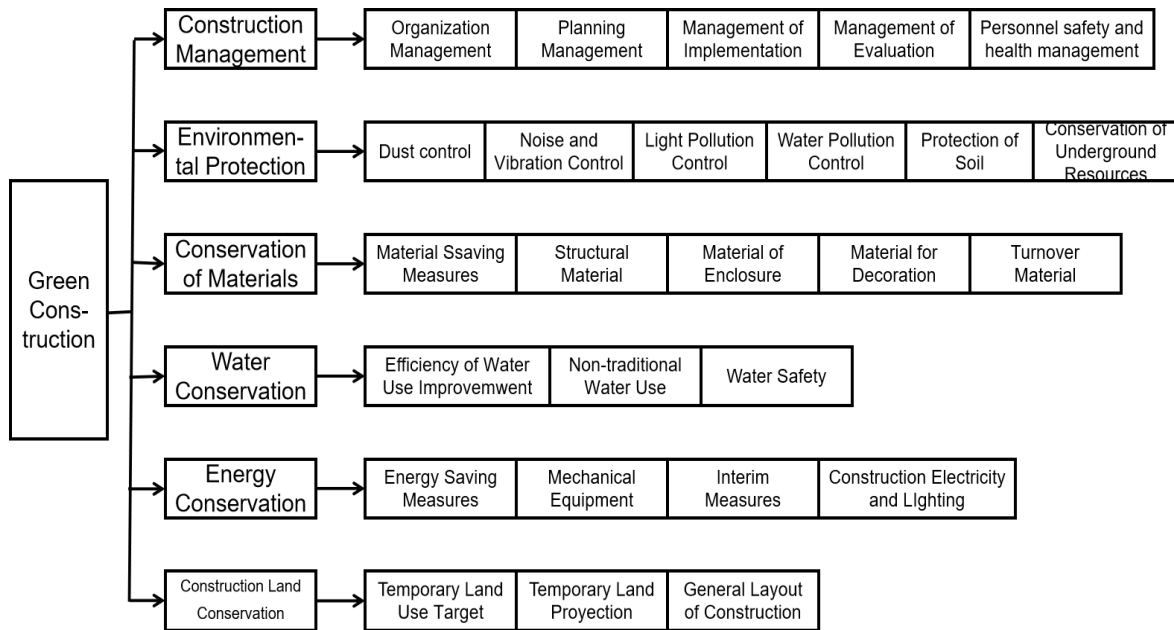 Green
Cons-
truction
Construction
Management
Organization
Management
Planning
Management
Management of
Implementation
Management of
Evaluation
Personnel safety and
health management
Environmen-
tal Protection
Dust control
Noise and
Vibration Control
Light Pollution
Control
Water Pollution
Control
Protection of
Soil
Conservation of
Underground
Resources
Conservation
of Materials
Material Ssaving
Measures
Structural
Material
Material of
Enclosure
Material for
Decoration
Turnover
Material
Water
Conservation
Efficiency of Water
Use Improvemwent
Non-traditional
Water Use
Water Safety
Energy
Conservation
Energy Saving
Measures
Mechanical
Equipment
Interim
Measures
Construction Electricity
and LIghting
Construction Land
Conservation
Temporary Land
Use Target
Temporary Land
Proyection
General Layout
of Construction